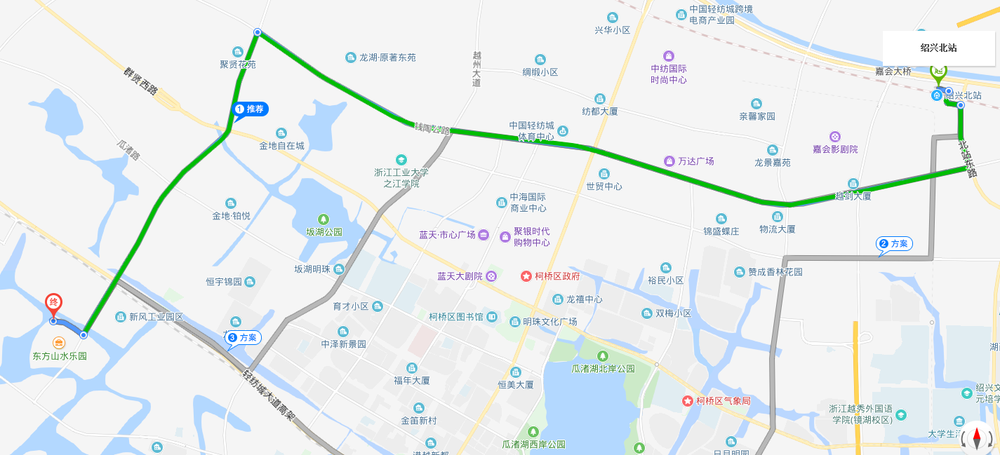 中国轻纺城跨境
电商产业园
兴华小区
绍兴北站
聚贤花苑
龙湖·原著东苑
越
州
大
道
绸缎小区
中纺国际
时尚中心
嘉会大桥
起
群贤西路
绍兴北站
1 推荐
纺都大厦
亲馨家园
金地自在城
钱陶公路
中国轻纺城
体育中心
嘉会影剧院
瓜渚路
浙江工业大学
之江学院
万达广场
龙景嘉苑
世贸中心
越剑大厦
金地·铂悦
中海国际
商业中心
坂湖公园
蓝天·市心广场
聚银时代
购物中心
锦盛蝶庄
物流大厦
2 方案
坂湖明珠
蓝天大剧院
柯桥区政府
裕民小区
赞成香林花园
恒宇锦园
终
育才小区
龙禧中心
新风工业园区
柯桥区图书馆
明珠文化广场
双梅小区
3 方案
中泽新景园
东方山水乐园
瓜渚湖北岸公园
轻纺城大道高架
福年大厦
恒美大厦
柯桥区气象局
绍兴文
元培学
浙江越秀外国语
学院(镜湖校区)
金笛新村
大学生活
瓜渚湖西岸公园